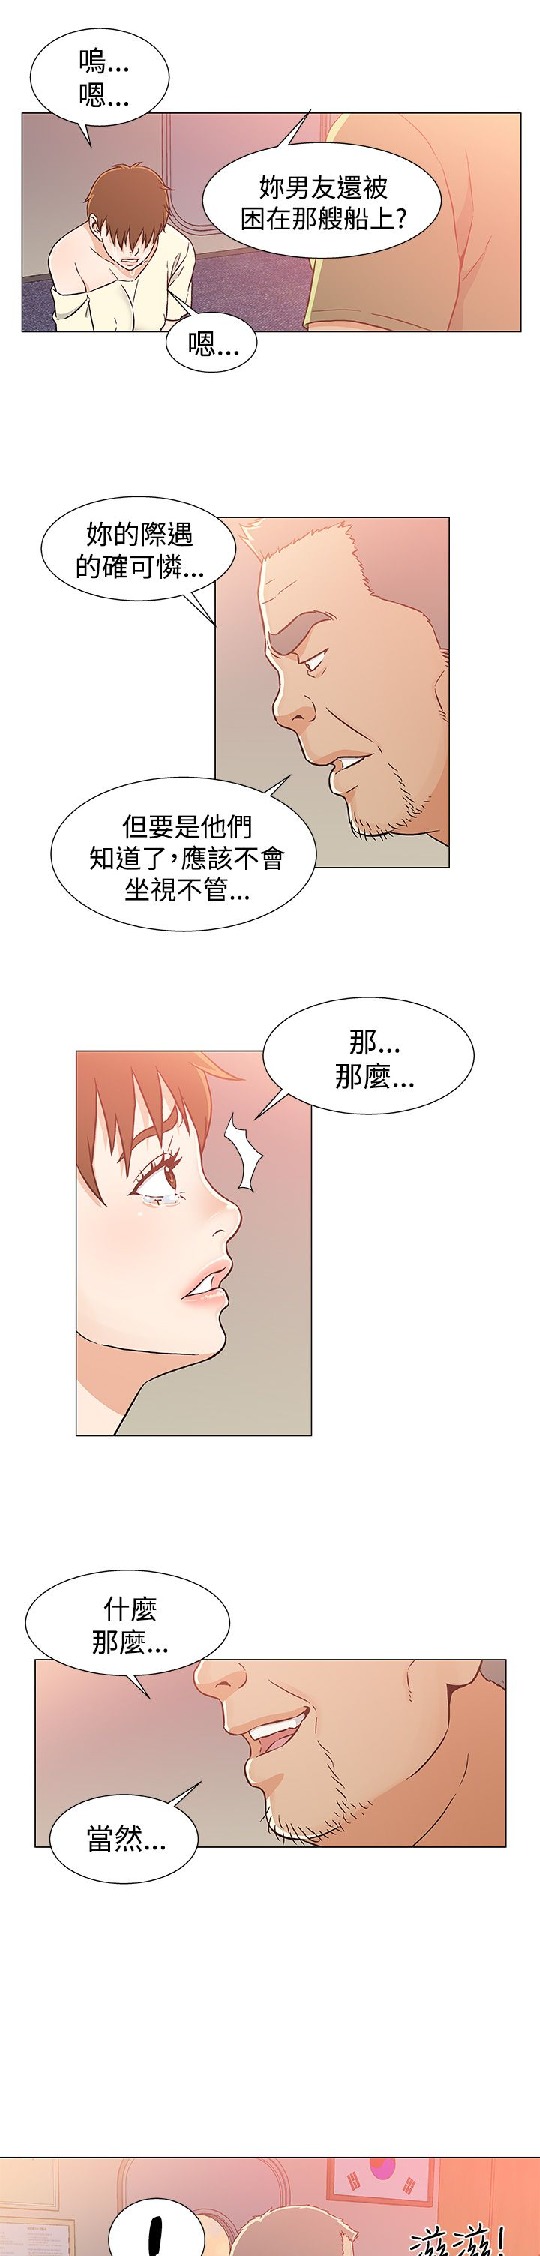 嗚...
嗯...
妳男友還被
困在那艘船上?
嗯...
妳的際遇
的確可憐...
但要是他們
知道了,應該不會
坐視不管...
那...
那麼...
什麼
那麼...
當然...
!
滋滋!